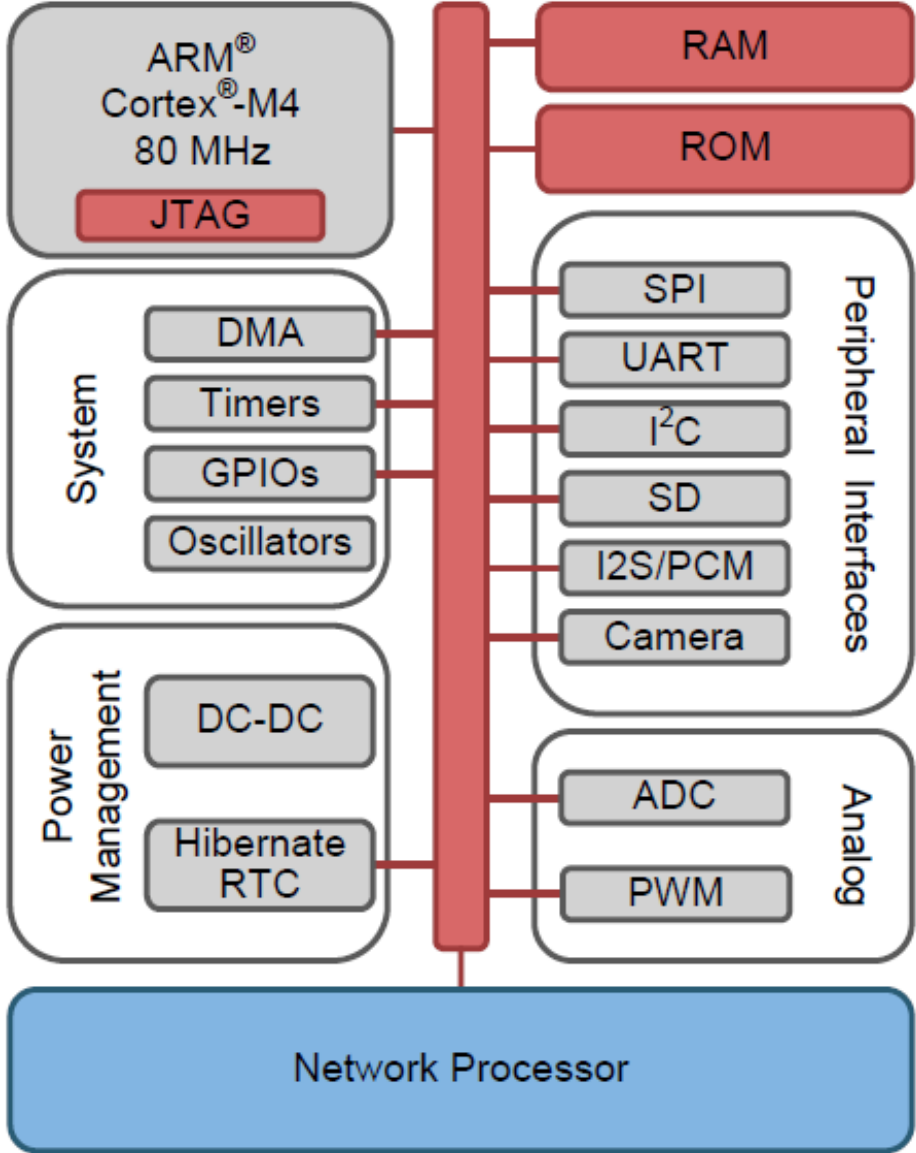 ARM®
Cortex®-M4
80 MHz
JTAG
System
DMA
Timers
GPIOs
Oscillators
Power
Management
DC-DC
Hibernate
RTC
RAM
ROM
SPI
UART
I²C
SD
I2S/PCM
Camera
Peripheral Interfaces
ADC
PWM
Analog
Network Processor